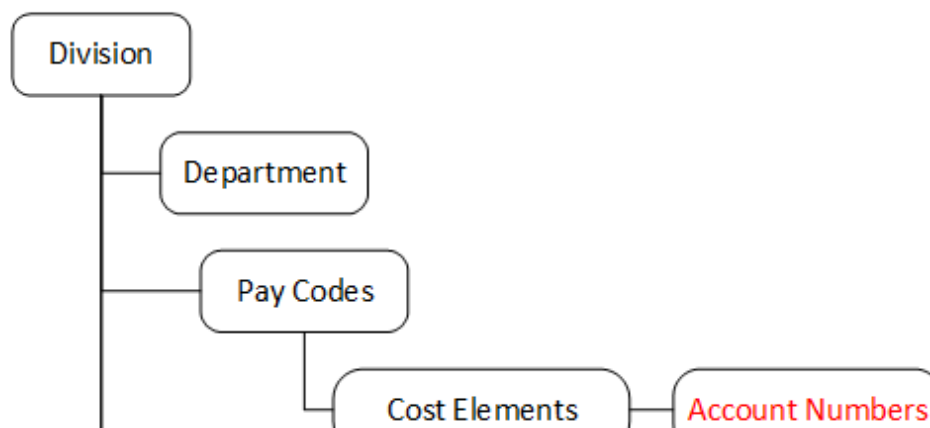 Division
Department
Pay Codes
Cost Elements
Account Numbers